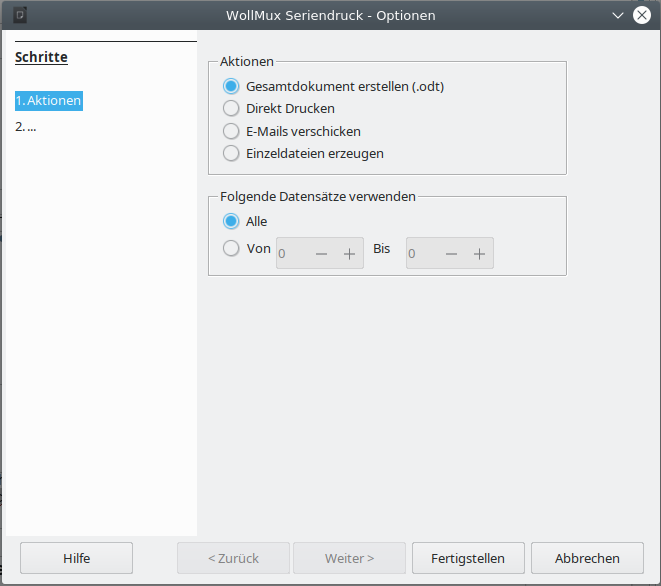 WollMux Seriendruck - Optionen
Schritte
1. Aktionen
2. ...
Aktionen
Gesamtdokument erstellen (.odt)
Direkt Drucken
E-Mails verschicken
Einzeldateien erzeugen
Folgende Datensätze verwenden
Alle
Von 0 − + Bis 0 − +
Hilfe < Zurück Weiter > Fertigstellen Abbrechen